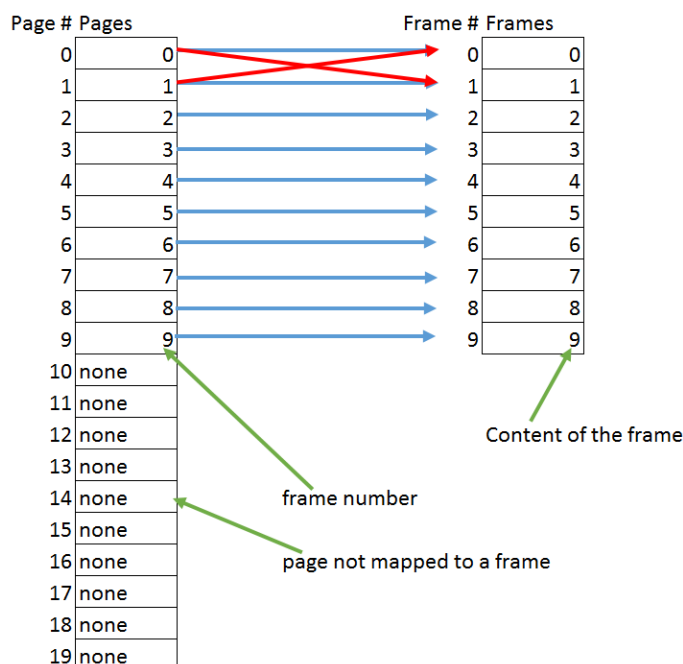 Page # Pages Frame # Frames
0 0 0 0
1 1 1 1
2 2 2 2
3 3 3 3
4 4 4 4
5 5 5 5
6 6 6 6
7 7 7 7
8 8 8 8
9 9 9 9
10 none
11 none
12 none
Content of the frame
13 none
14 none
frame number
15 none
16 none
page not mapped to a frame
17 none
18 none
19 none